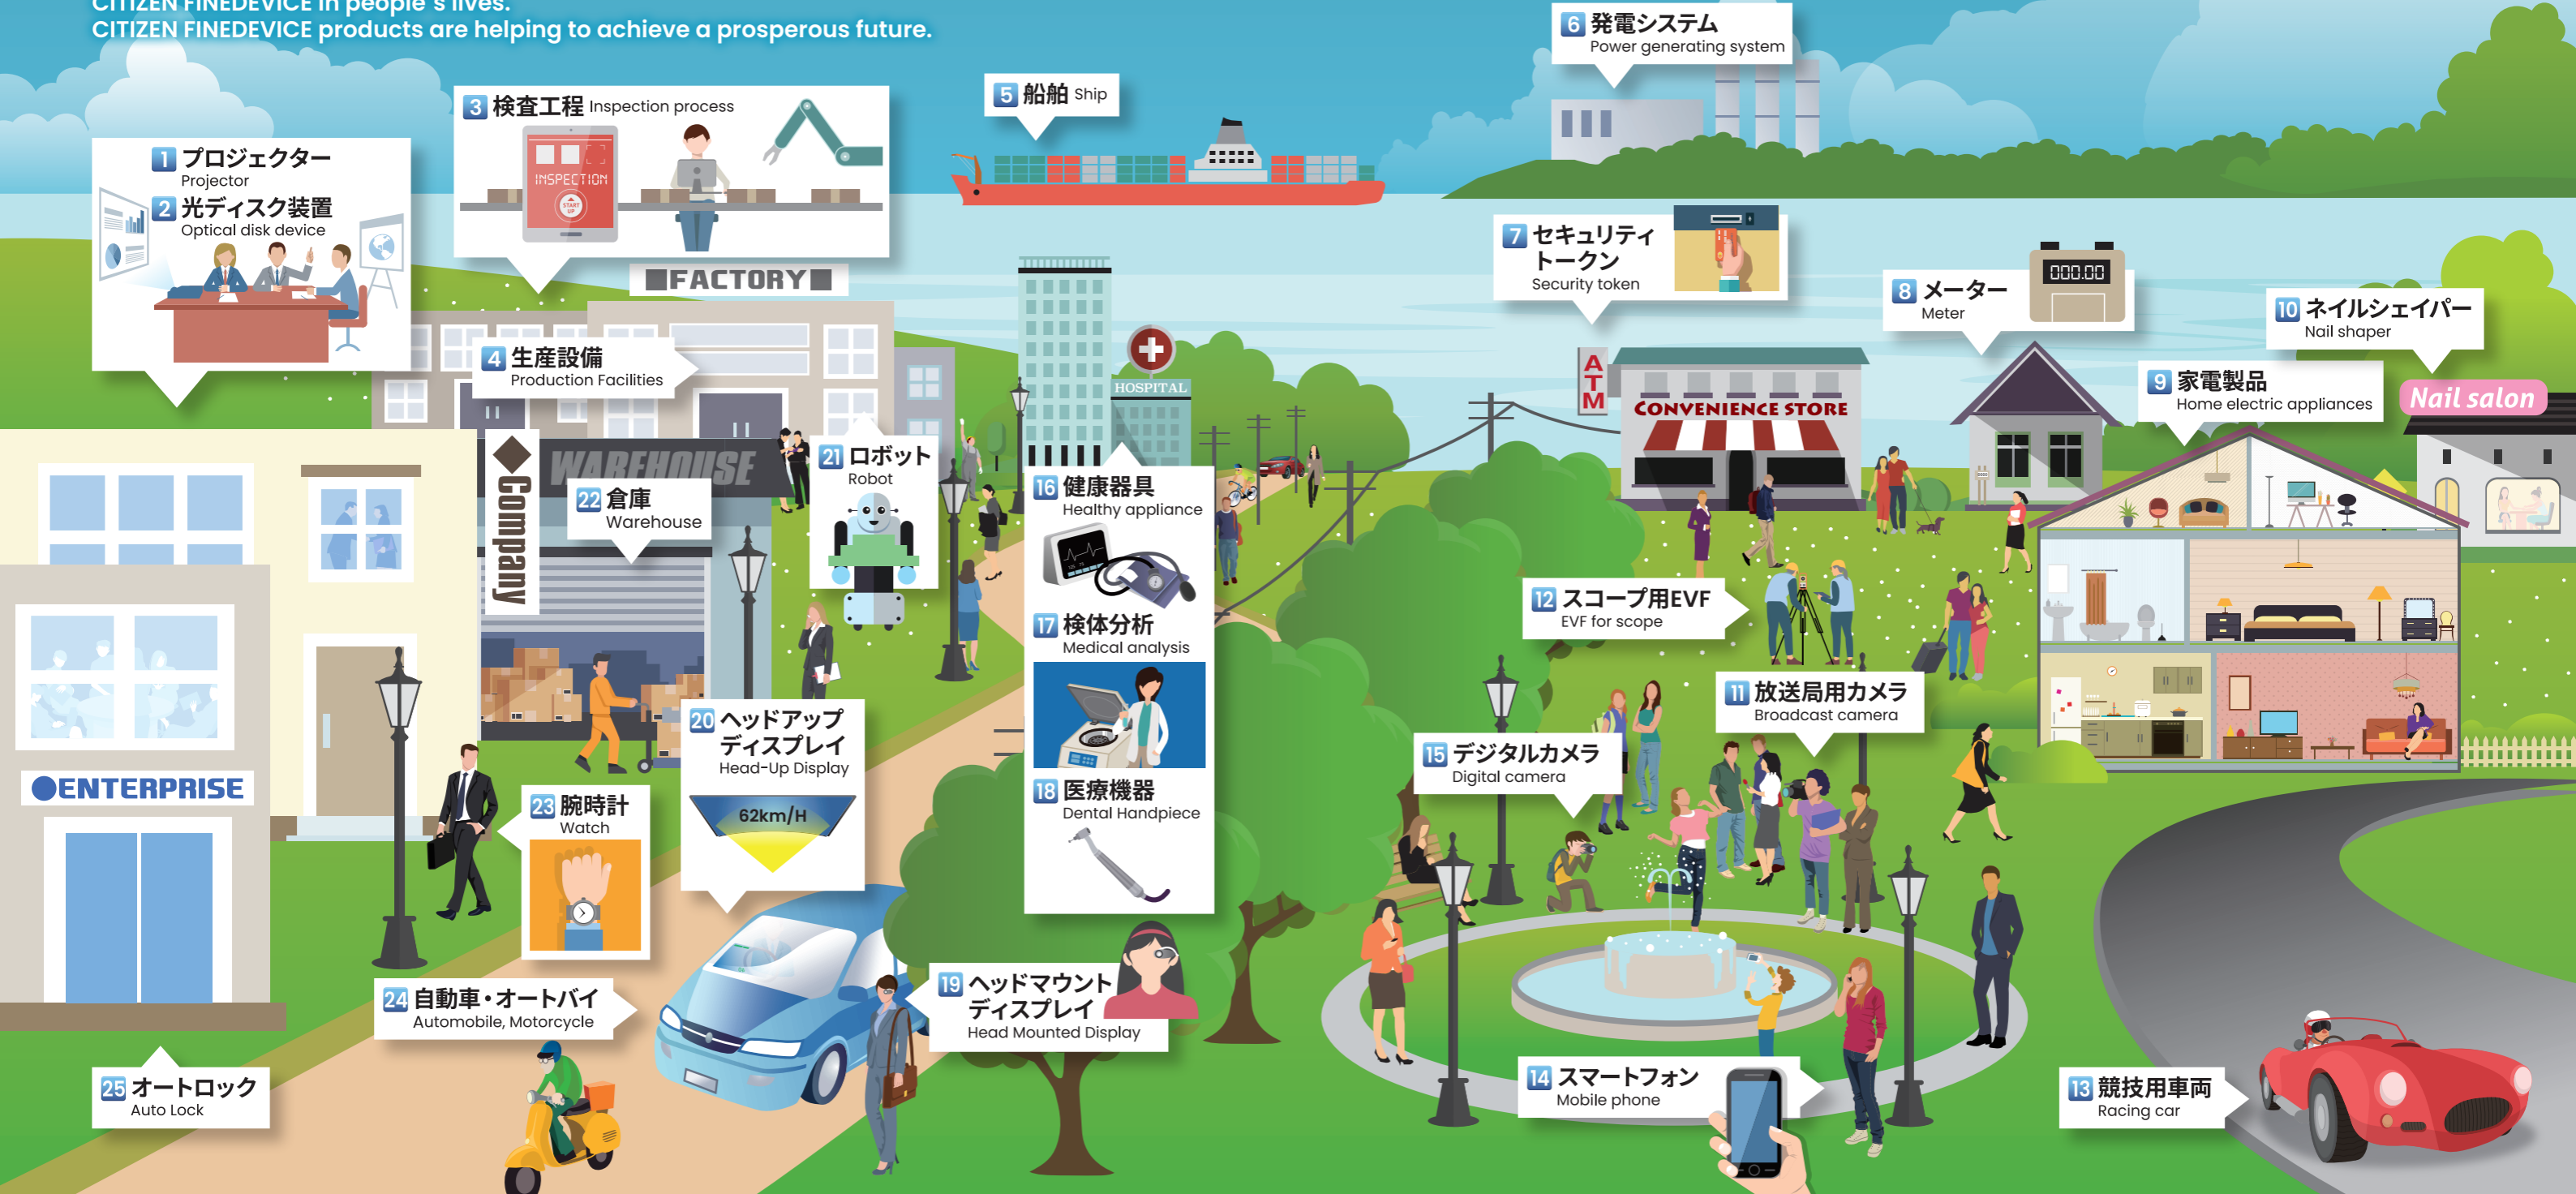 CITIZEN FINEDEVICE in people's lives.
CITIZEN FINEDEVICE products are helping to achieve a prosperous future.
1 プロジェクター
Projector
2 光ディスク装置
Optical disk device
3 検査工程 Inspection process
INSPECTION
START
UP
FACTORY
4 生産設備
Production Facilities
5 船舶 Ship
6 発電システム
Power generating system
7 セキュリティ
トークン
Security token
8 メーター
Meter
000.00
9 家電製品
Home electric appliances
10 ネイルシェイパー
Nail shaper
Nail salon
ATM
CONVENIENCE STORE
HOSPITAL
11 放送局用カメラ
Broadcast camera
12 スコープ用EVF
EVF for scope
13 競技用車両
Racing car
14 スマートフォン
Mobile phone
15 デジタルカメラ
Digital camera
16 健康器具
Healthy appliance
17 検体分析
Medical analysis
18 医療機器
Dental Handpiece
19 ヘッドマウント
ディスプレイ
Head Mounted Display
20 ヘッドアップ
ディスプレイ
Head-Up Display
62km/H
21 ロボット
Robot
WAREHOUSE
22 倉庫
Warehouse
Company
23 腕時計
Watch
24 自動車・オートバイ
Automobile, Motorcycle
ENTERPRISE
25 オートロック
Auto Lock